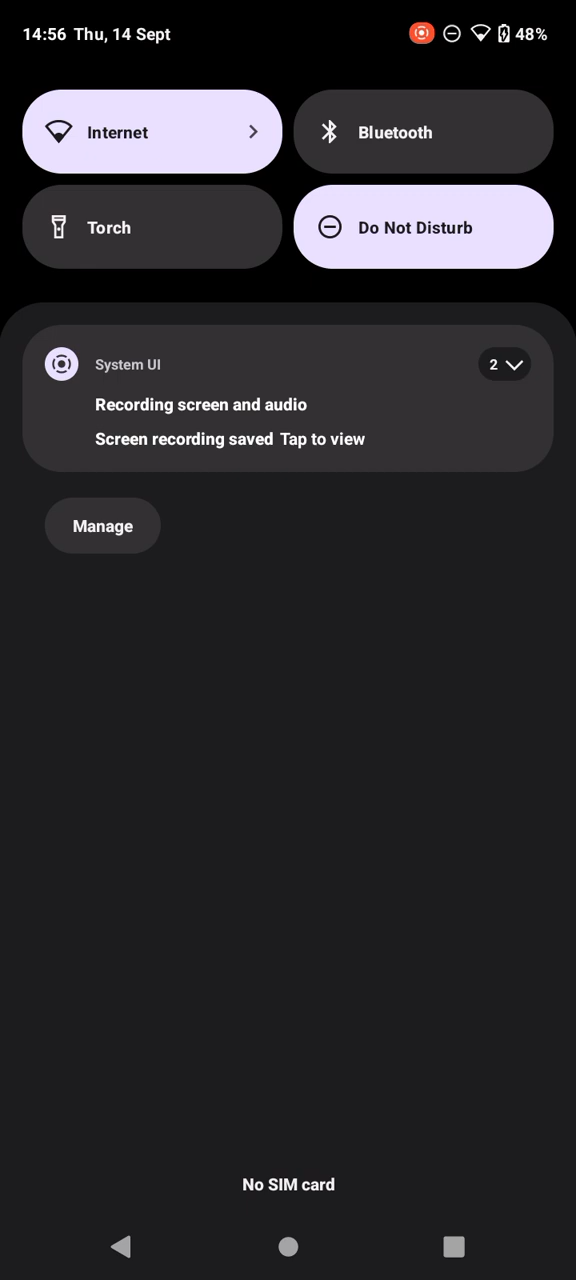 14:56 Thu, 14 Sept 48%
Internet Bluetooth
Torch Do Not Disturb
System UI 2
Recording screen and audio
Screen recording saved Tap to view
Manage
No SIM card